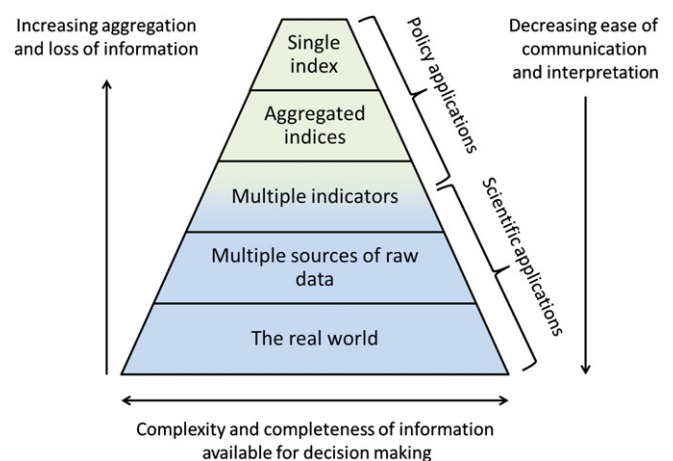 Increasing aggregation
and loss of information
Decreasing ease of
communication
and interpretation
Policy applications
Scientific applications
Single
index
Aggregated
indices
Multiple indicators
Multiple sources of raw
data
The real world
Complexity and completeness of information
available for decision making